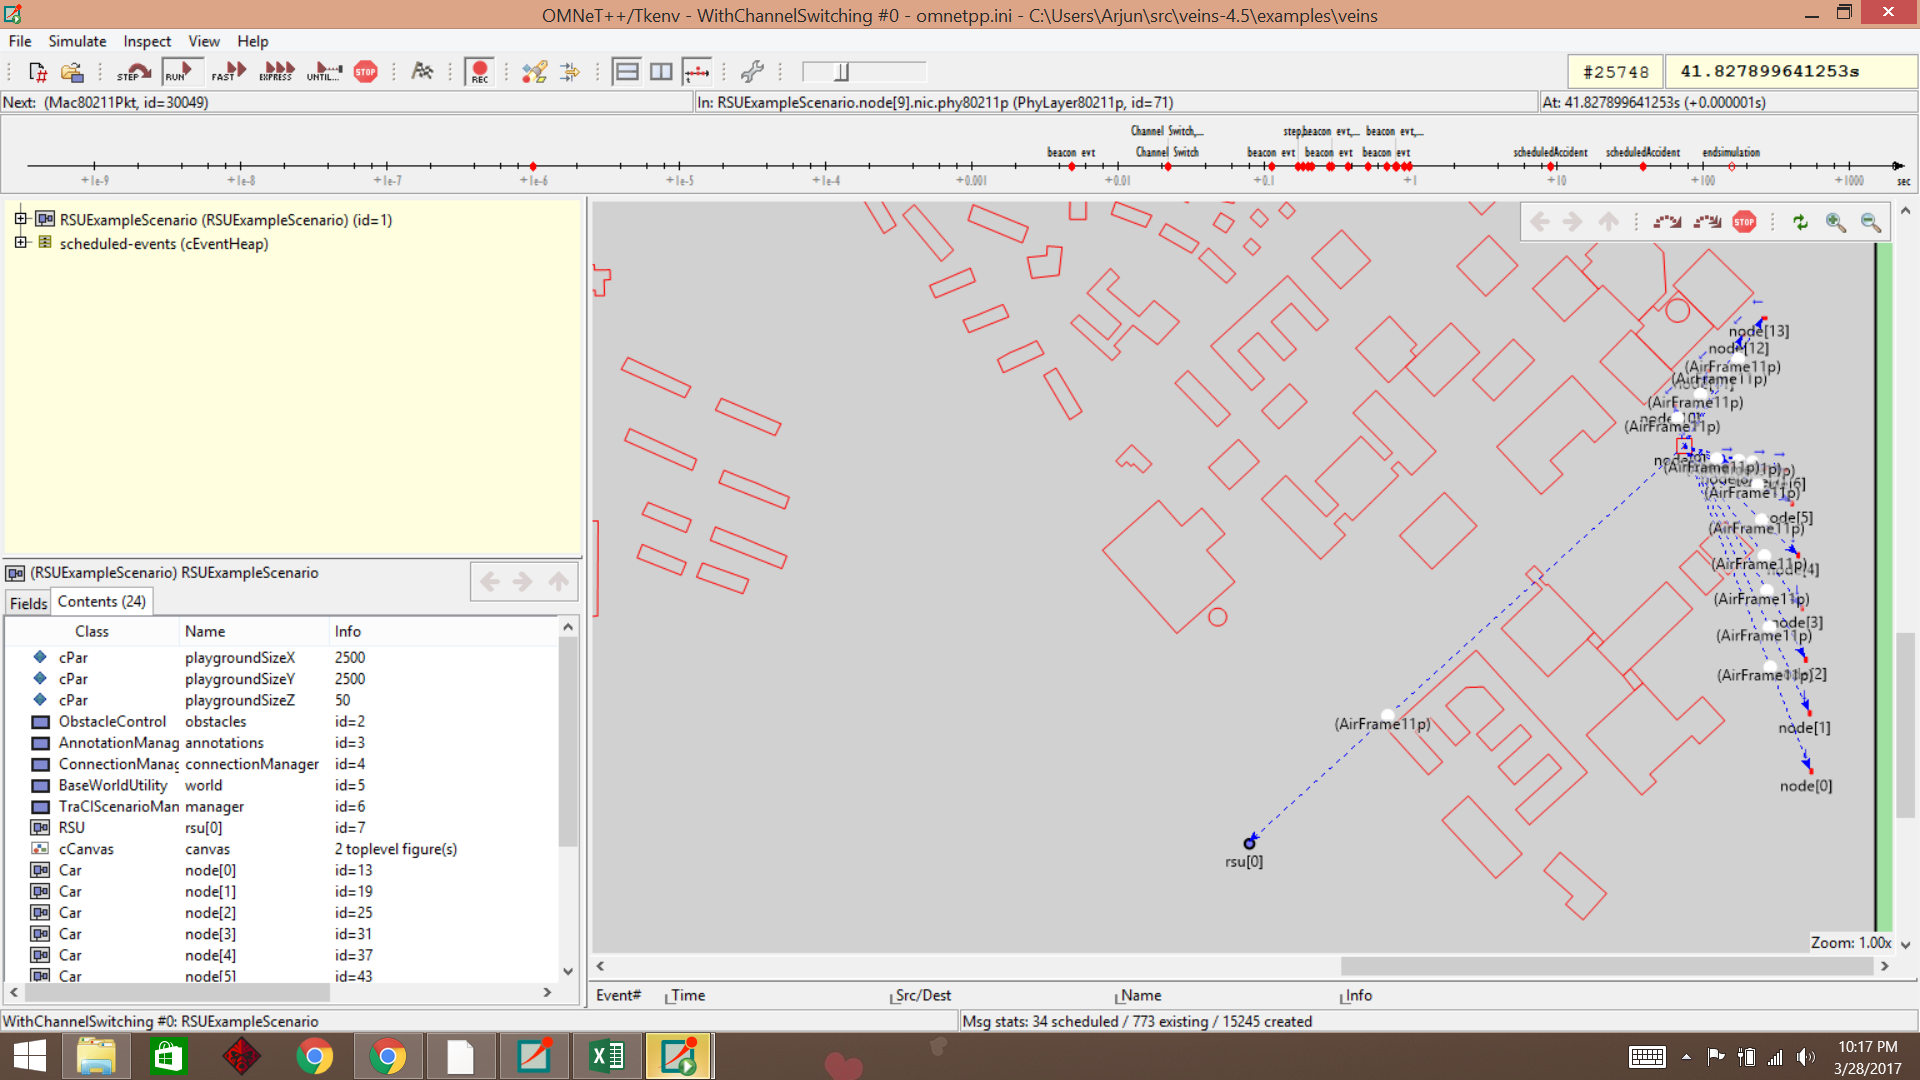 OMNeT++/Tkenv - WithChannelSwitching #0 - omnetpp.ini - C:\Users\Arjun\src\veins-4.5\examples\veins
File Simulate Inspect View Help
STEP RUN FAST EXPRESS UNTIL... STOP REC
#25748 41.827899641253s
Next: (Mac80211Pkt, id=30049) In: RSUExampleScenario.node[9].nic.phy80211p (PhyLayer80211p, id=71) At: 41.827899641253s (+0.000001s)
Channel Switch,... beacon evt,... beacon evt,...
beacon evt Channel Switch beacon evt beacon evt beacon evt scheduledAccident scheduledAccident endsimulation
+1e-9 +1e-8 +1e-7 +1e-6 +1e-5 +1e-4 +0.001 +0.01 +0.1 +1 +10 +100 +1000 sec
RSUExampleScenario (RSUExampleScenario) (id=1)
scheduled-events (cEventHeap)
STOP
node[13]
node[12]
(AirFrame11p)
(AirFrame11p)
(AirFrame11p)
(AirFrame11p)
(AirFrame11p)
(AirFrame11p)
(AirFrame11p)
(AirFrame11p)
(AirFrame11p)
(AirFrame11p)
(AirFrame11p)
node[1]
node[0]
(AirFrame11p)
rsu[0]
Zoom: 1.00x
(RSUExampleScenario) RSUExampleScenario
Fields Contents (24)
Class Name Info
cPar playgroundSizeX 2500
cPar playgroundSizeY 2500
cPar playgroundSizeZ 50
ObstacleControl obstacles id=2
AnnotationManag annotations id=3
ConnectionManag connectionManager id=4
BaseWorldUtility world id=5
TraCIScenarioMan manager id=6
RSU rsu[0] id=7
cCanvas canvas 2 toplevel figure(s)
Car node[0] id=13
Car node[1] id=19
Car node[2] id=25
Car node[3] id=31
Car node[4] id=37
Car node[5] id=43
Event# Time Src/Dest Name Info
WithChannelSwitching #0: RSUExampleScenario Msg stats: 34 scheduled / 773 existing / 15245 created
10:17 PM
3/28/2017